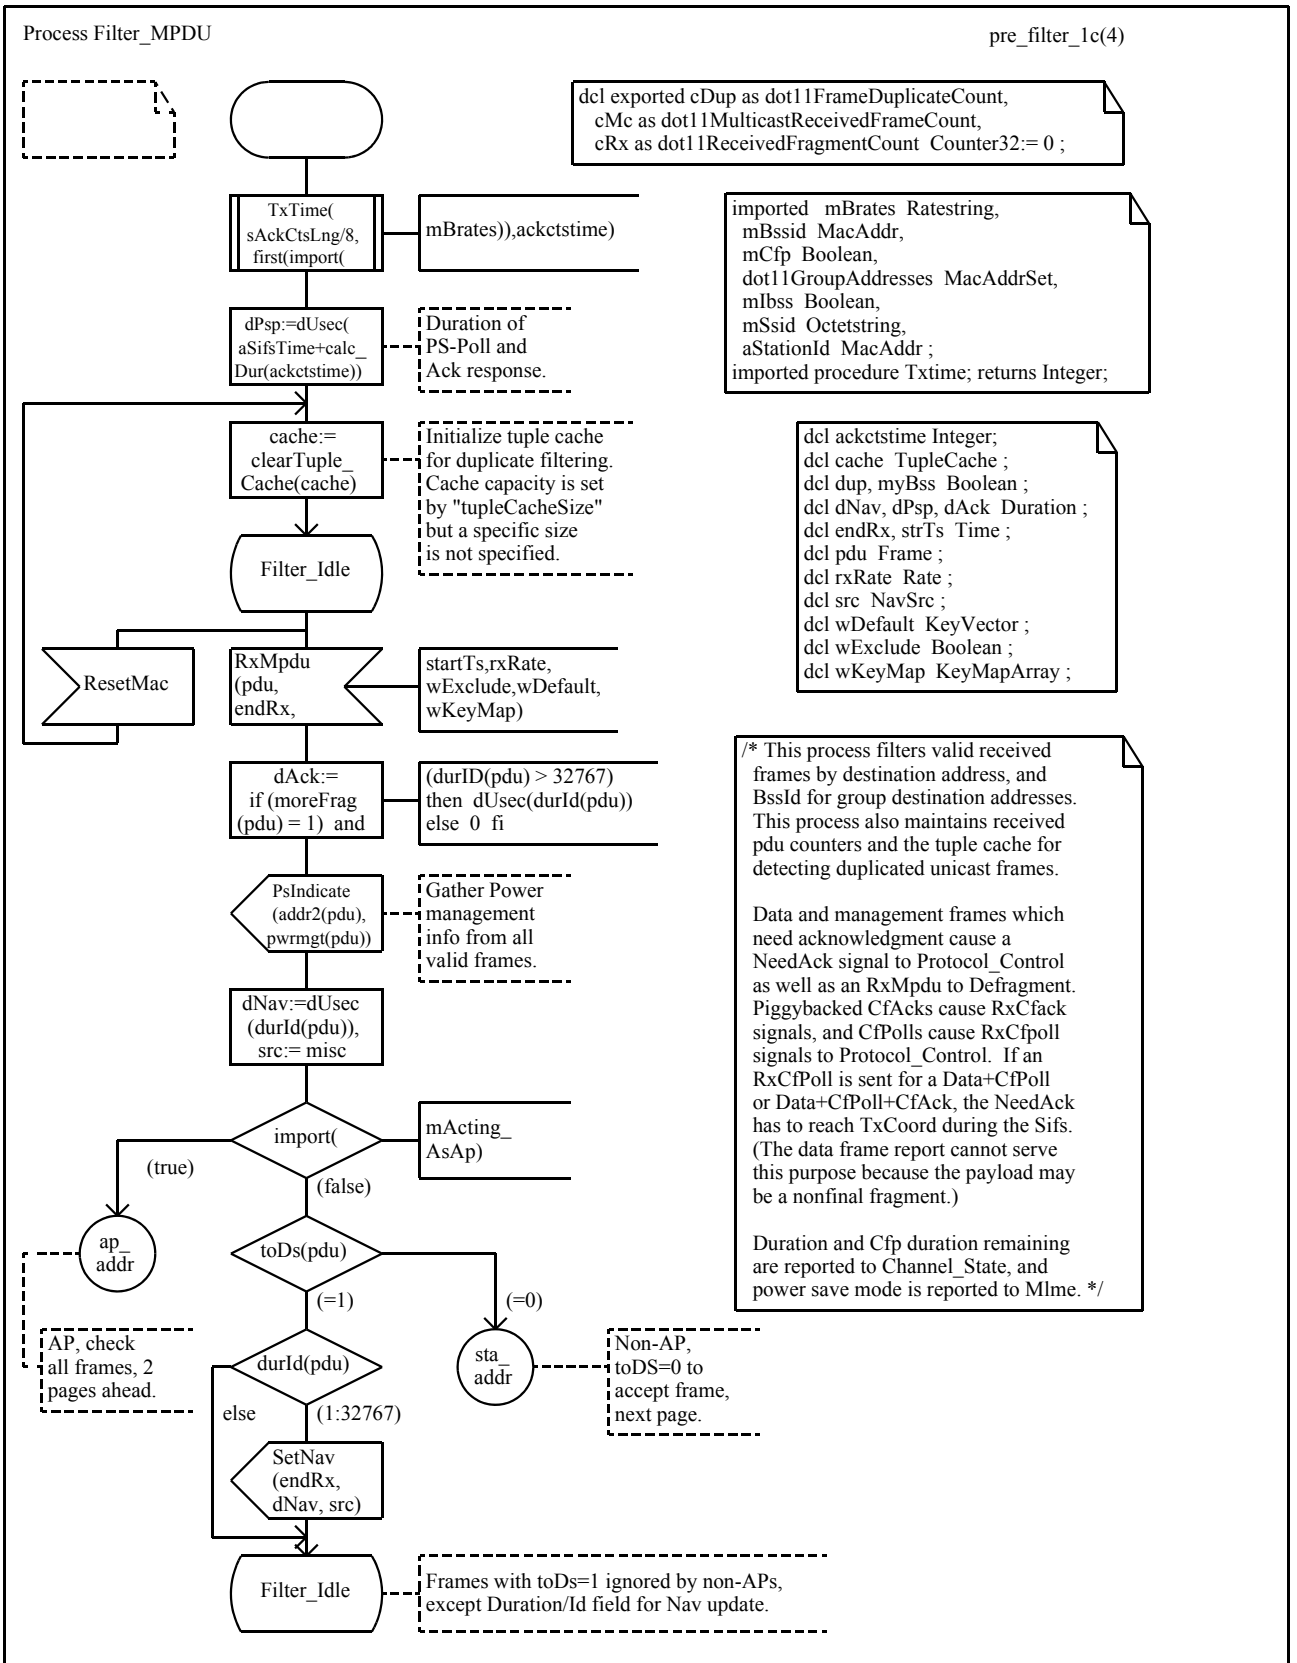 Process Filter_MPDU
pre_filter_1c(4)
dcl exported cDup as dot11FrameDuplicateCount,
cMc as dot11MulticastReceivedFrameCount,
cRx as dot11ReceivedFragmentCount Counter32:= 0 ;
TxTime(
sAckCtsLng/8,
first(import(
mBrates)),ackctstime)
imported mBrates Ratestring,
mBssid MacAddr,
mCfp Boolean,
dot11GroupAddresses MacAddrSet,
mIbss Boolean,
mSsid Octetstring,
aStationId MacAddr ;
imported procedure Txtime; returns Integer;
dPsp:=dUsec(
aSifsTime+calc_
Dur(ackctstime))
Duration of
PS-Poll and
Ack response.
cache:=
clearTuple_
Cache(cache)
Initialize tuple cache
for duplicate filtering.
Cache capacity is set
by "tupleCacheSize"
but a specific size
is not specified.
dcl ackctstime Integer;
dcl cache TupleCache ;
dcl dup, myBss Boolean ;
dcl dNav, dPsp, dAck Duration ;
dcl endRx, strTs Time ;
dcl pdu Frame ;
dcl rxRate Rate ;
dcl src NavSrc ;
dcl wDefault KeyVector ;
dcl wExclude Boolean ;
dcl wKeyMap KeyMapArray ;
Filter_Idle
ResetMac
RxMpdu
(pdu,
endRx,
startTs,rxRate,
wExclude,wDefault,
wKeyMap)
dAck:=
if (moreFrag
(pdu) = 1) and
(durID(pdu) > 32767)
then dUsec(durId(pdu))
else 0 fi
/* This process filters valid received
frames by destination address, and
BssId for group destination addresses.
This process also maintains received
pdu counters and the tuple cache for
detecting duplicated unicast frames.
Data and management frames which
need acknowledgment cause a
NeedAck signal to Protocol_Control
as well as an RxMpdu to Defragment.
Piggybacked CfAcks cause RxCfack
signals, and CfPolls cause RxCfpoll
signals to Protocol_Control. If an
RxCfPoll is sent for a Data+CfPoll
or Data+CfPoll+CfAck, the NeedAck
has to reach TxCoord during the Sifs.
(The data frame report cannot serve
this purpose because the payload may
be a nonfinal fragment.)
Duration and Cfp duration remaining
are reported to Channel_State, and
power save mode is reported to Mlme. */
PsIndicate
(addr2(pdu),
pwrmgt(pdu))
Gather Power
management
info from all
valid frames.
dNav:=dUsec
(durId(pdu)),
src:= misc
import(
mActing_
AsAp)
(true)
(false)
ap_
addr
toDs(pdu)
(=1)
(=0)
AP, check
all frames, 2
pages ahead.
durId(pdu)
sta_
addr
Non-AP,
toDS=0 to
accept frame,
next page.
else
(1:32767)
SetNav
(endRx,
dNav, src)
Filter_Idle
Frames with toDs=1 ignored by non-APs,
except Duration/Id field for Nav update.